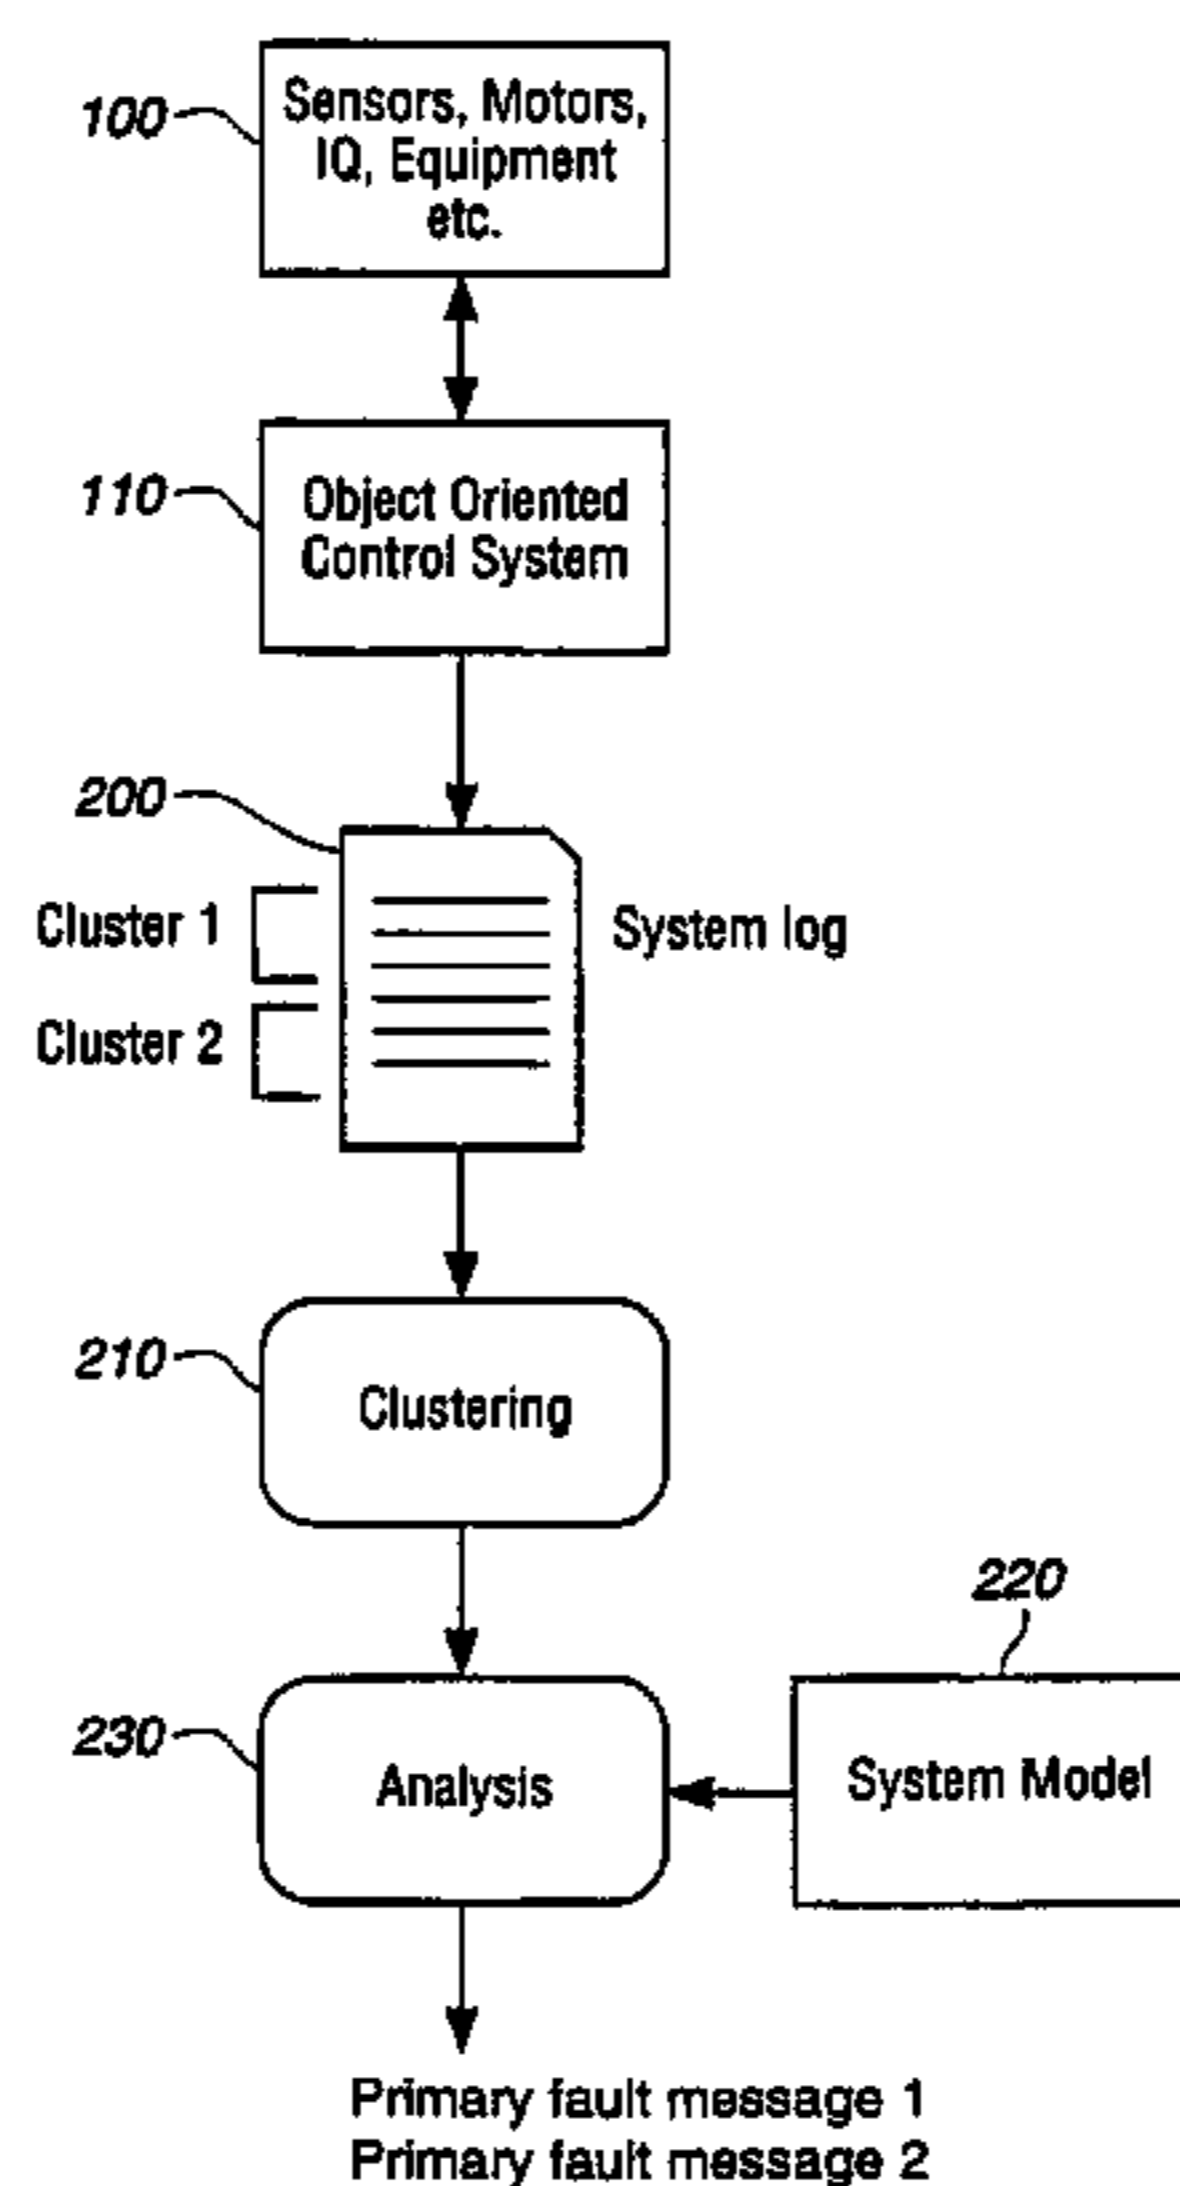 100
Sensors, Motors,
IQ, Equipment
etc.
110
Object Oriented
Control System
200
Cluster 1
System log
Cluster 2
210
Clustering
220
230
Analysis
System Model
Primary fault message 1
Primary fault message 2